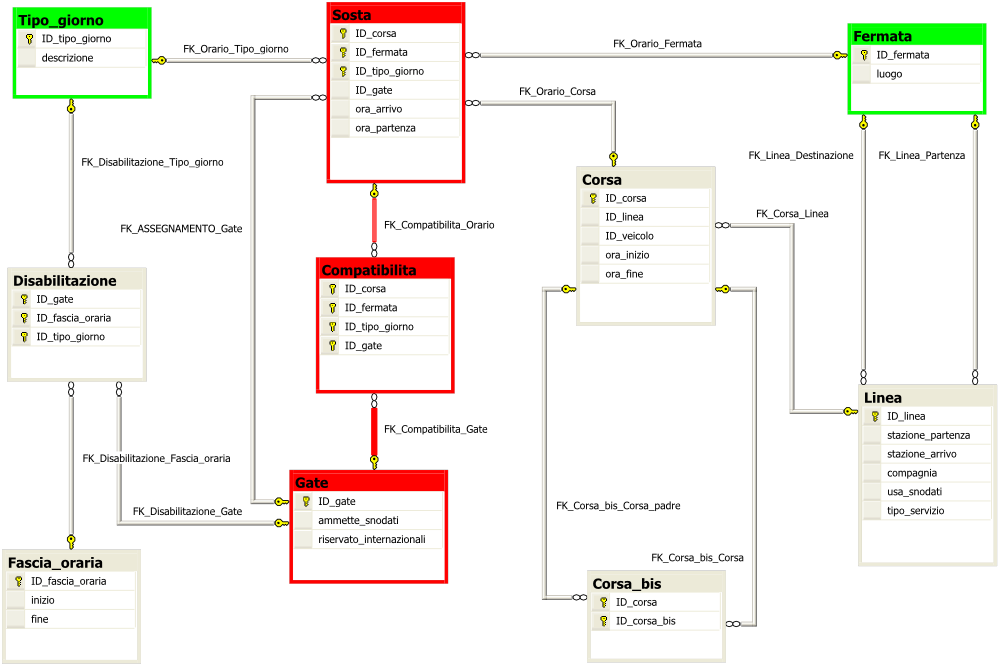 Tipo_giorno
ID_tipo_giorno
descrizione
FK_Orario_Tipo_giorno
Sosta
ID_corsa
ID_fermata
ID_tipo_giorno
ID_gate
ora_arrivo
ora_partenza
FK_Orario_Fermata
Fermata
ID_fermata
luogo
FK_Orario_Corsa
FK_Disabilitazione_Tipo_giorno
FK_Linea_Destinazione
FK_Linea_Partenza
Corsa
ID_corsa
ID_linea
ID_veicolo
ora_inizio
ora_fine
FK_Corsa_Linea
FK_ASSEGNAMENTO_Gate
FK_Compatibilita_Orario
Disabilitazione
ID_gate
ID_fascia_oraria
ID_tipo_giorno
Compatibilita
ID_corsa
ID_fermata
ID_tipo_giorno
ID_gate
Linea
ID_linea
stazione_partenza
stazione_arrivo
compagnia
usa_snodati
tipo_servizio
FK_Compatibilita_Gate
FK_Disabilitazione_Fascia_oraria
Gate
ID_gate
ammette_snodati
riservato_internazionali
FK_Disabilitazione_Gate
FK_Corsa_bis_Corsa_padre
FK_Corsa_bis_Corsa
Fascia_oraria
ID_fascia_oraria
inizio
fine
Corsa_bis
ID_corsa
ID_corsa_bis